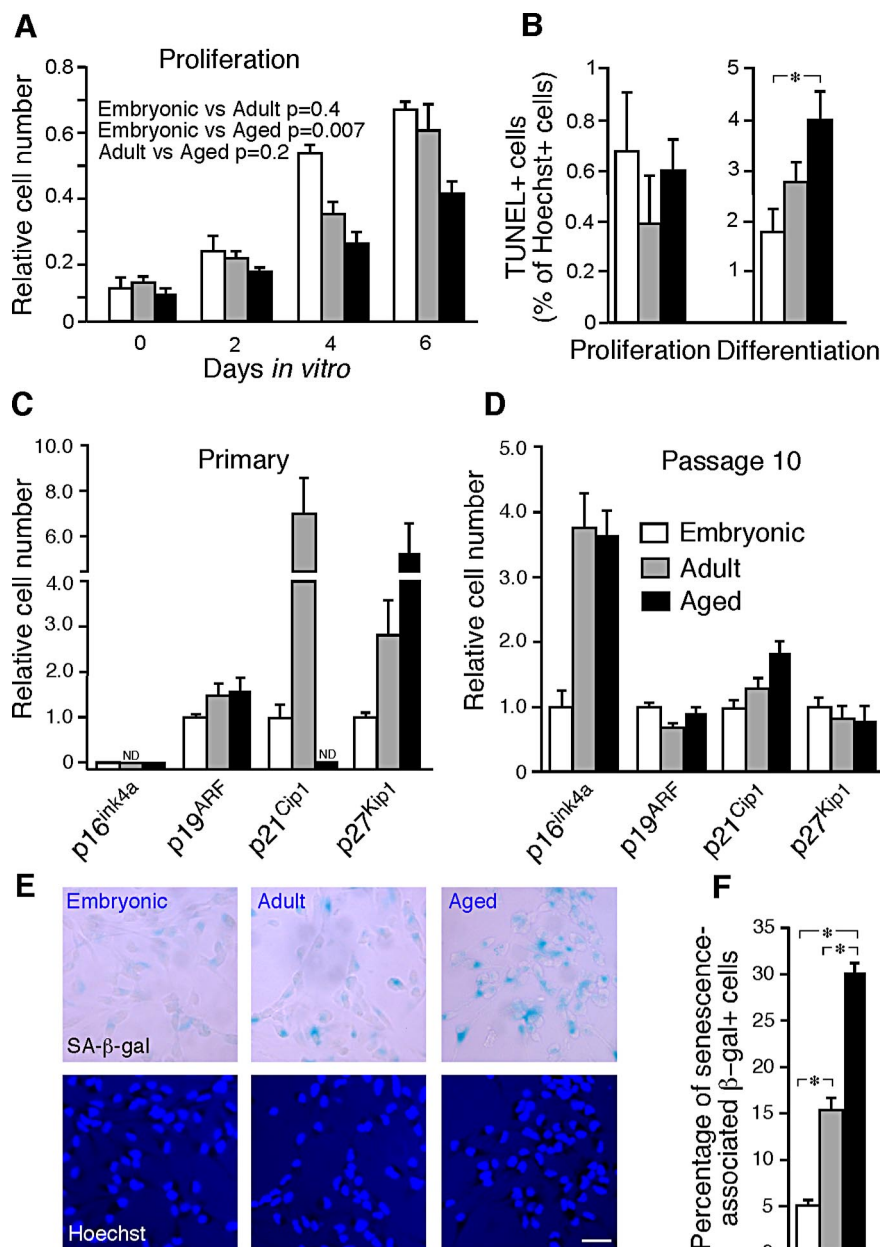 A
Proliferation
Relative cell number
0.8
0.6
0.4
0.2
0
Embryonic vs Adult p=0.4
Embryonic vs Aged p=0.007
Adult vs Aged p=0.2
0 2 4 6
Days in vitro
B
TUNEL+ cells
(% of Hoechst+ cells)
1
0.8
0.6
0.4
0.2
0
5
4
3
2
1
*
Proliferation Differentiation
C
Primary
Relative cell number
10.0
8.0
6.0
4.0
2.0
1.0
0
ND
ND
p16ink4a
p19ARF
p21Cip1
p27Kip1
D
Passage 10
Relative cell number
5.0
4.0
3.0
2.0
1.0
0
Embryonic
Adult
Aged
p16ink4a
p19ARF
p21Cip1
p27Kip1
E
Embryonic
Adult
Aged
SA-β-gal
Hoechst
F
Percentage of senescence-
associated β-gal+ cells
35
30
25
20
15
10
5
*
*
*